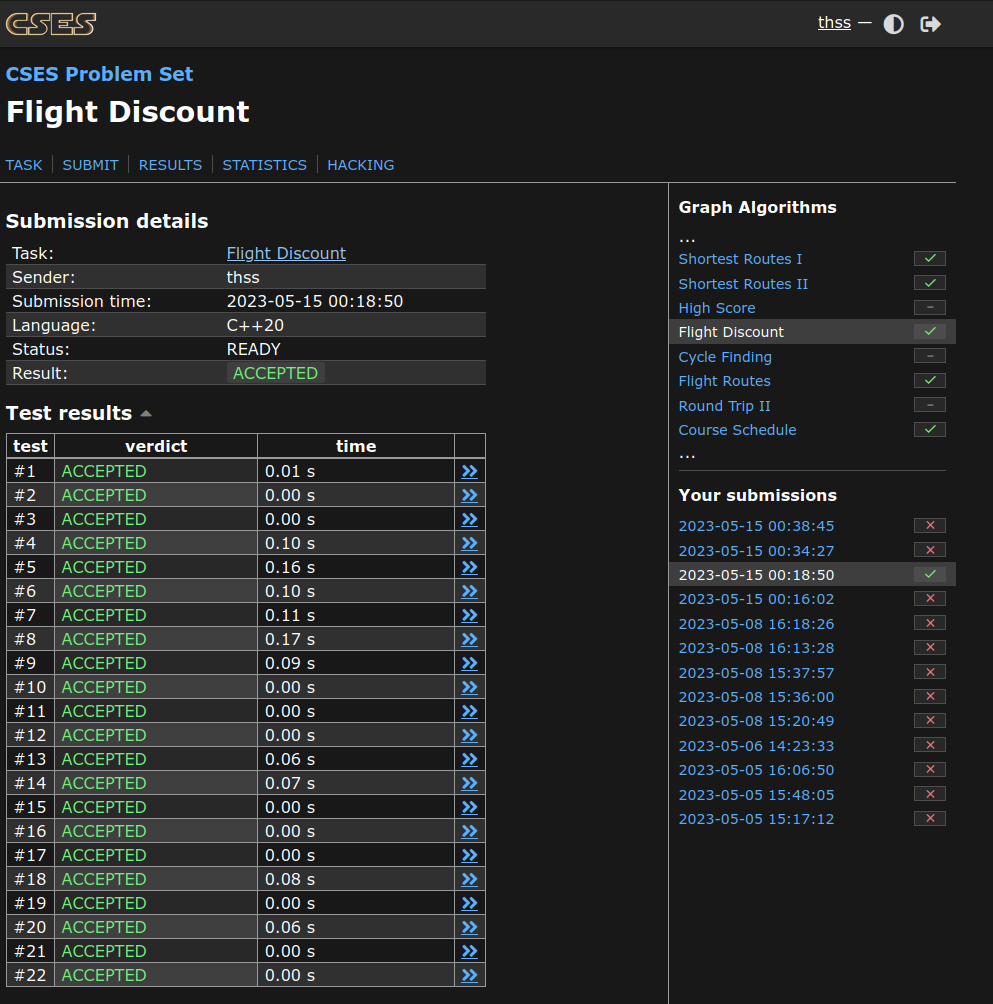 CSES
thss —
CSES Problem Set
Flight Discount
TASK SUBMIT RESULTS STATISTICS HACKING
Submission details
Task: Flight Discount
Sender: thss
Submission time: 2023-05-15 00:18:50
Language: C++20
Status: READY
Result: ACCEPTED
Test results
test verdict time
#1 ACCEPTED 0.01 s
#2 ACCEPTED 0.00 s
#3 ACCEPTED 0.00 s
#4 ACCEPTED 0.10 s
#5 ACCEPTED 0.16 s
#6 ACCEPTED 0.10 s
#7 ACCEPTED 0.11 s
#8 ACCEPTED 0.17 s
#9 ACCEPTED 0.09 s
#10 ACCEPTED 0.00 s
#11 ACCEPTED 0.00 s
#12 ACCEPTED 0.00 s
#13 ACCEPTED 0.06 s
#14 ACCEPTED 0.07 s
#15 ACCEPTED 0.00 s
#16 ACCEPTED 0.00 s
#17 ACCEPTED 0.00 s
#18 ACCEPTED 0.08 s
#19 ACCEPTED 0.00 s
#20 ACCEPTED 0.06 s
#21 ACCEPTED 0.00 s
#22 ACCEPTED 0.00 s
Graph Algorithms
...
Shortest Routes I
Shortest Routes II
High Score –
Flight Discount
Cycle Finding –
Flight Routes
Round Trip II –
Course Schedule
...
Your submissions
2023-05-15 00:38:45
2023-05-15 00:34:27
2023-05-15 00:18:50
2023-05-15 00:16:02
2023-05-08 16:18:26
2023-05-08 16:13:28
2023-05-08 15:37:57
2023-05-08 15:36:00
2023-05-08 15:20:49
2023-05-06 14:23:33
2023-05-05 16:06:50
2023-05-05 15:48:05
2023-05-05 15:17:12